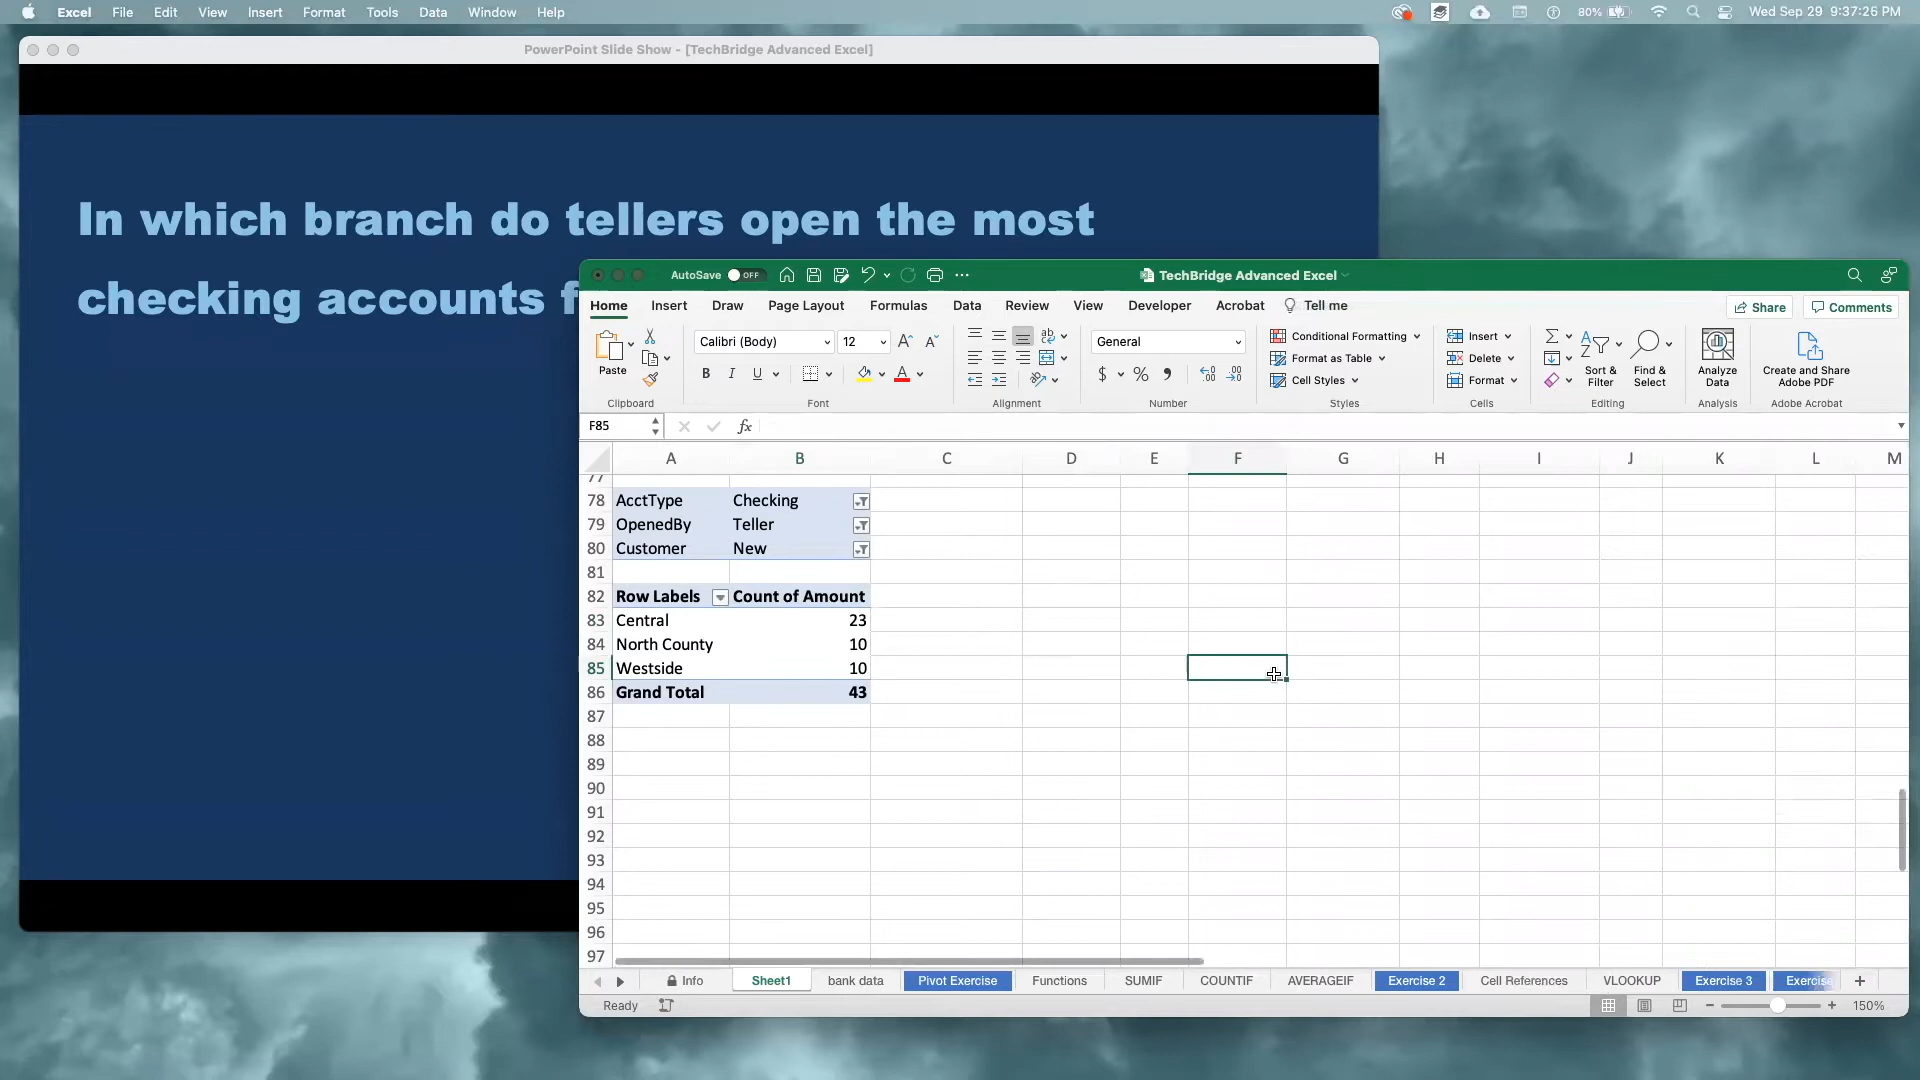 Excel File Edit View Insert Format Tools Data Window Help
80% Wed Sep 29 9:37:26 PM
PowerPoint Slide Show - [TechBridge Advanced Excel]
In which branch do tellers open the most
checking accounts f
AutoSave OFF
TechBridge Advanced Excel
Home Insert Draw Page Layout Formulas Data Review View Developer Acrobat Tell me
Share Comments
Paste
Clipboard
Calibri (Body) 12
B I U
Font
ab
Alignment
General
$ % ,
Number
Conditional Formatting
Format as Table
Cell Styles
Styles
Insert
Delete
Format
Cells
Sort & Filter
Find & Select
Editing
Analyze Data
Analysis
Create and Share Adobe PDF
Adobe Acrobat
F85 fx
A B C D E F G H I J K L M
77
78 AcctType Checking
79 OpenedBy Teller
80 Customer New
81
82 Row Labels Count of Amount
83 Central 23
84 North County 10
85 Westside 10
86 Grand Total 43
87
88
89
90
91
92
93
94
95
96
97
Info Sheet1 bank data Pivot Exercise Functions SUMIF COUNTIF AVERAGEIF Exercise 2 Cell References VLOOKUP Exercise 3 Exercise
Ready 150%